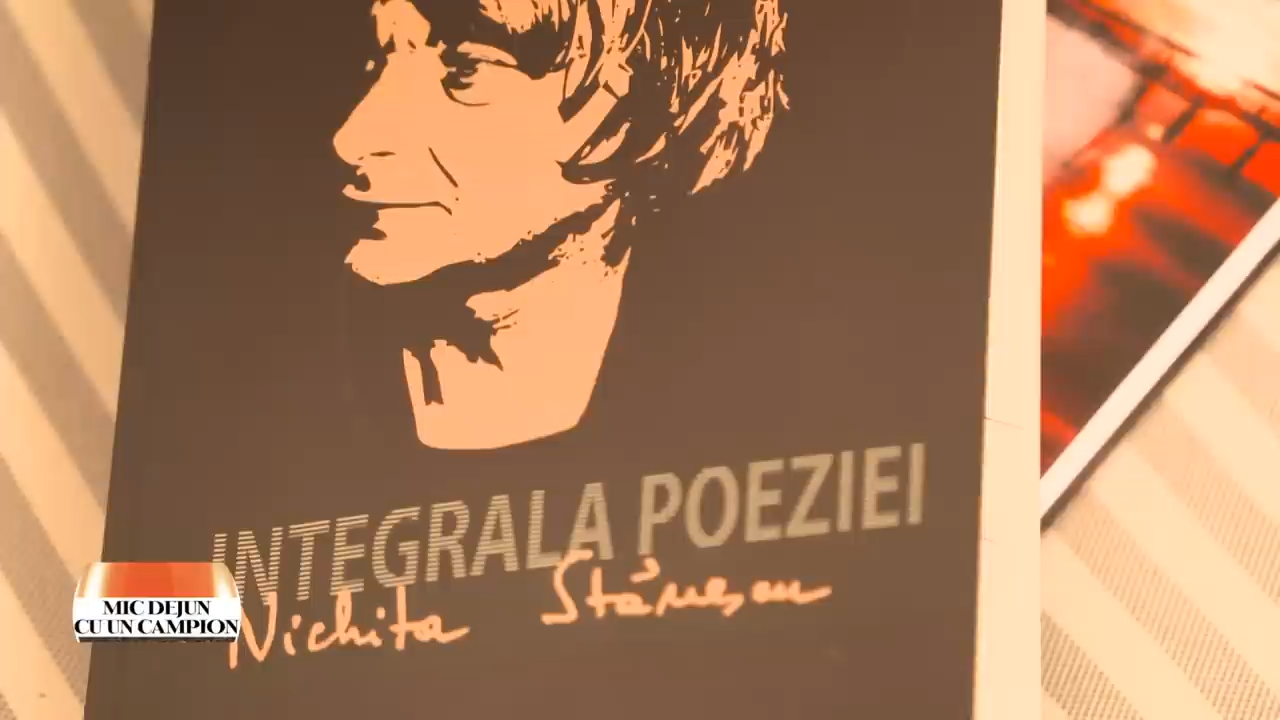 INTEGRALA POEZIEI
Nichita Stănescu
MIC DEJUN
CU UN CAMPION